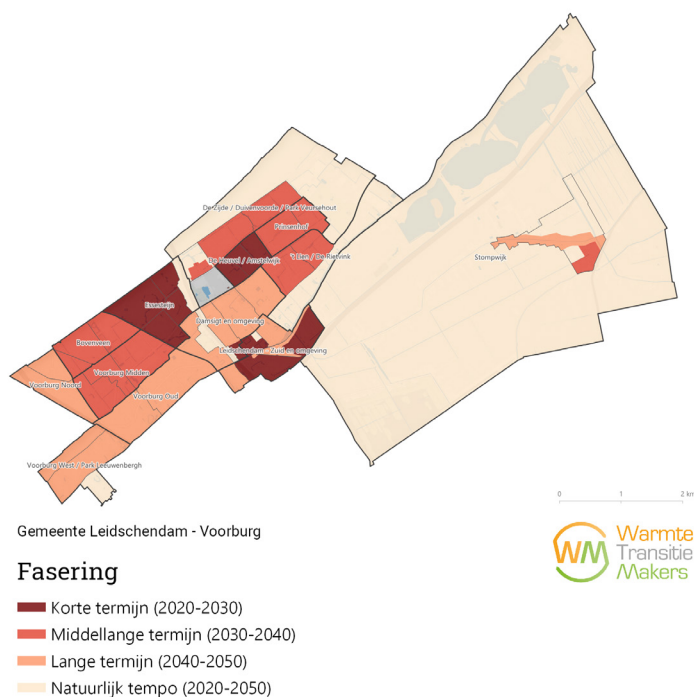 De Zijde / Duivenvoorde / Park Veursehout
Prinsenhof
't Lien / De Rietvink
De Heuvel / Amstelwijk
Stompwijk
Essesteijn
Damsigt en omgeving
Bovenveen
Leidschendam - Zuid en omgeving
Voorburg Midden
Voorburg Noord
Voorburg Oud
Voorburg West / Park Leeuwenbergh
0 1 2 km
Gemeente Leidschendam - Voorburg
WM Warmte
Transitie
Makers
Fasering
Korte termijn (2020-2030)
Middellange termijn (2030-2040)
Lange termijn (2040-2050)
Natuurlijk tempo (2020-2050)